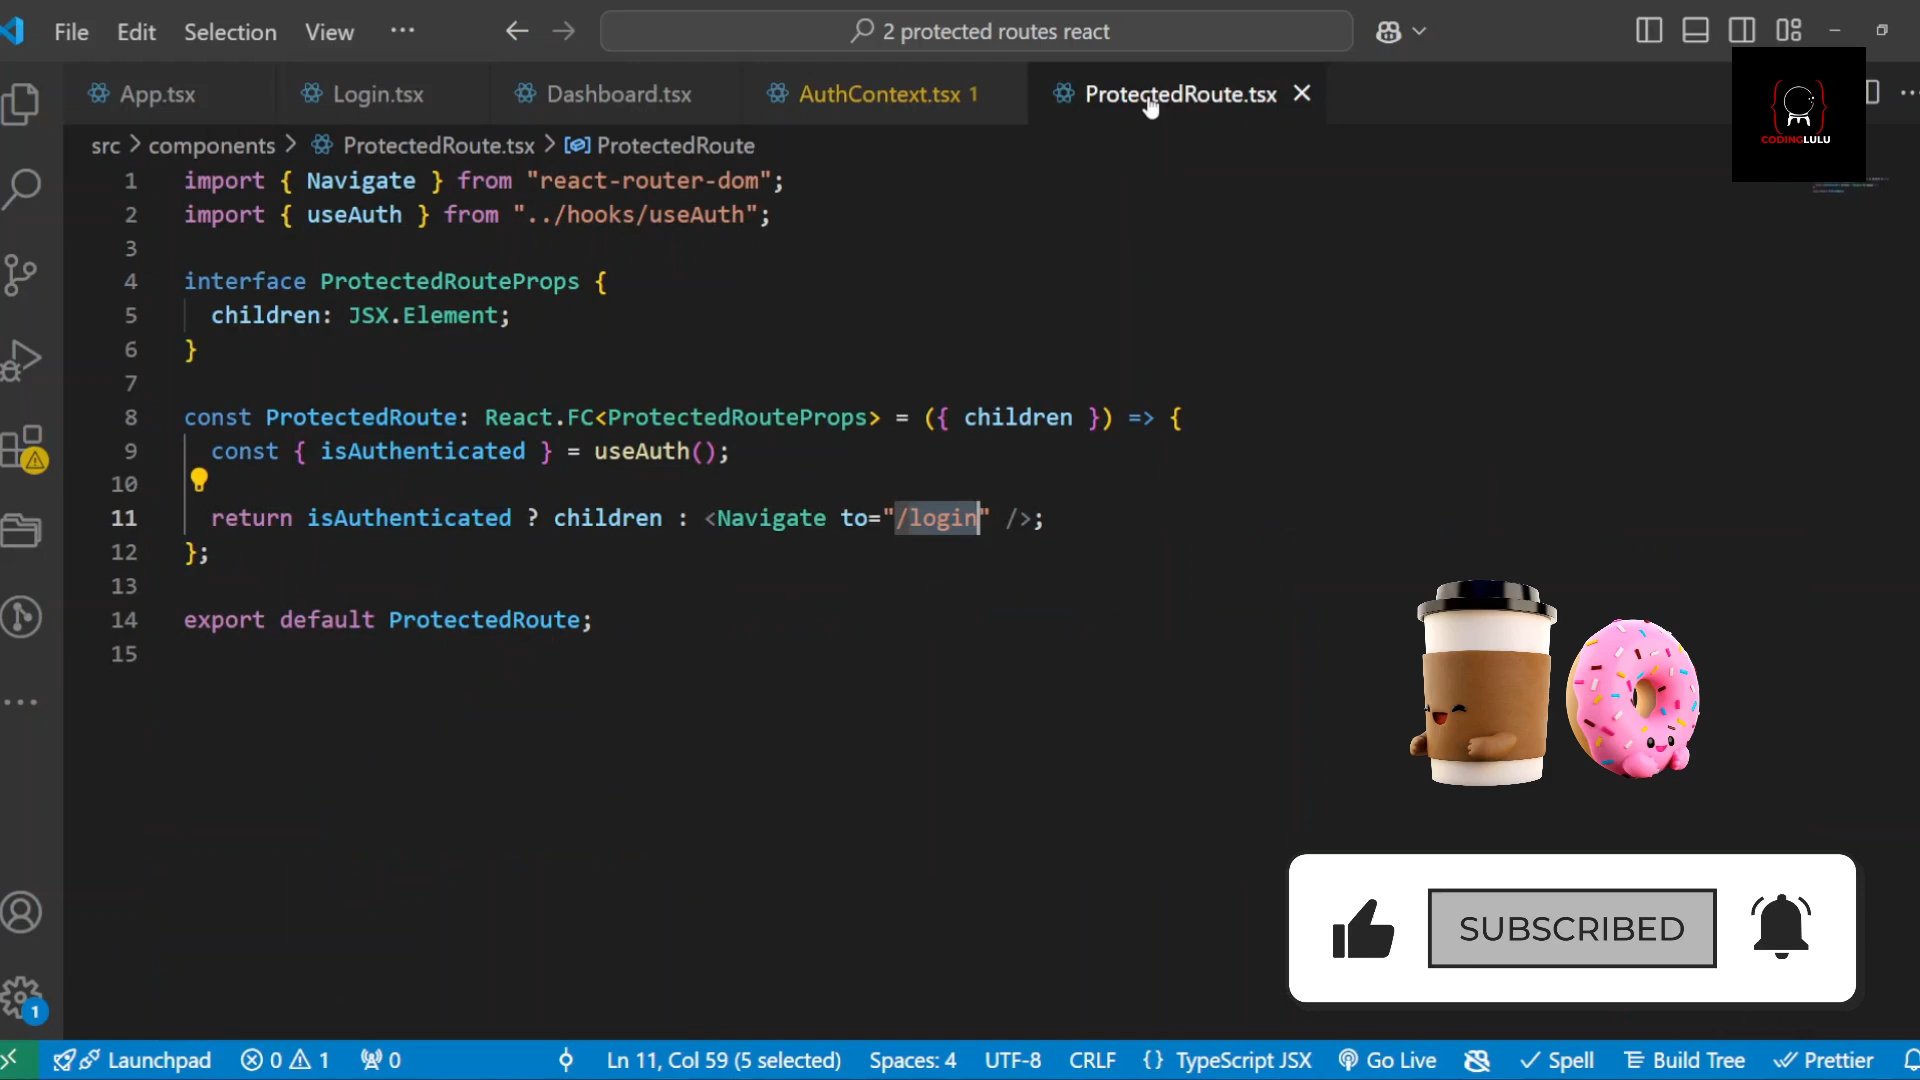 File Edit Selection View ··· 2 protected routes react
CODINGLULU
App.tsx Login.tsx Dashboard.tsx AuthContext.tsx 1 ProtectedRoute.tsx
src > components > ProtectedRoute.tsx > ProtectedRoute
1 import { Navigate } from "react-router-dom";
2 import { useAuth } from "../hooks/useAuth";
3
4 interface ProtectedRouteProps {
5 children: JSX.Element;
6 }
7
8 const ProtectedRoute: React.FC<ProtectedRouteProps> = ({ children }) => {
9 const { isAuthenticated } = useAuth();
10
11 return isAuthenticated ? children : <Navigate to="/login" />;
12 };
13
14 export default ProtectedRoute;
15
SUBSCRIBED
1
Launchpad 0 1 0 Ln 11, Col 59 (5 selected) Spaces: 4 UTF-8 CRLF {} TypeScript JSX Go Live Spell Build Tree Prettier